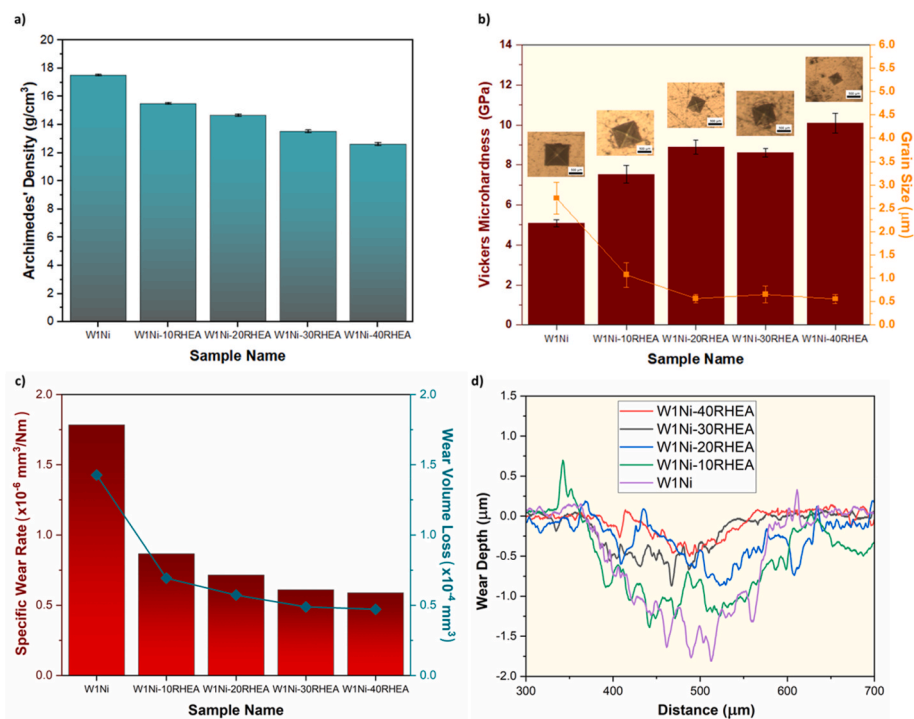 a)
20
18
16
14
12
10
8
6
4
2
0
Archimedes' Density (g/cm³)
W1Ni W1Ni-10RHEA W1Ni-20RHEA W1Ni-30RHEA W1Ni-40RHEA
Sample Name
b)
14
12
10
8
6
4
2
0
Vickers Microhardness (GPa)
6.0
5.5
5.0
4.5
4.0
3.5
3.0
2.5
2.0
1.5
1.0
0.5
0.0
Grain Size (μm)
W1Ni W1Ni-10RHEA W1Ni-20RHEA W1Ni-30RHEA W1Ni-40RHEA
Sample Name
c)
2.0
1.5
1.0
0.5
0.0
Specific Wear Rate (x10⁻⁶ mm³/Nm)
2.0
1.5
1.0
0.5
0.0
Wear Volume Loss (x10⁻⁴ mm³)
W1Ni W1Ni-10RHEA W1Ni-20RHEA W1Ni-30RHEA W1Ni-40RHEA
Sample Name
d)
1.5
1.0
0.5
0.0
-0.5
-1.0
-1.5
-2.0
Wear Depth (μm)
W1Ni-40RHEA
W1Ni-30RHEA
W1Ni-20RHEA
W1Ni-10RHEA
W1Ni
300 400 500 600 700
Distance (μm)